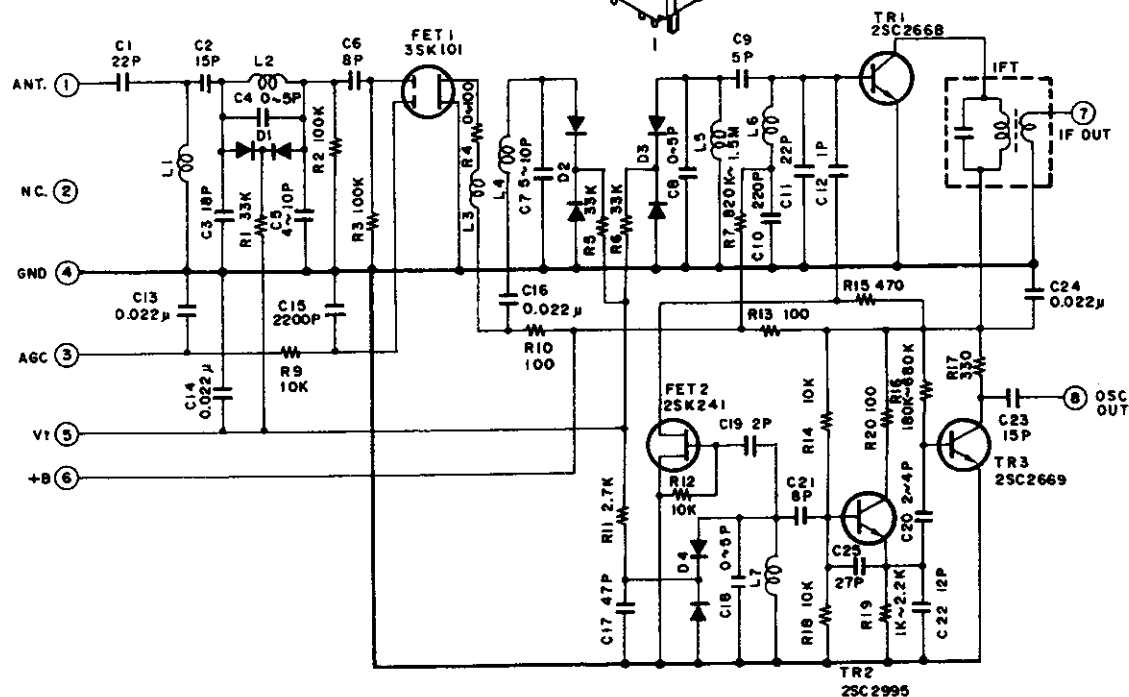 TR1
2SC2668
FET1
3SK101
C1
22P
C2
15P
L2
C6
8P
C9
5P
IFT
ANT. 1
C4 0~5P
D1
R2 100K
0~100
R4
L1
L3
L4
C7 5~10P
D2
D3
C8 0~5P
L5
L6
22P
C11
C12 1P
7
IF OUT
NC. 2
C3 18P
R1 33K
C5
4~10P
R3 100K
R5 33K
R6 33K
R7 820K~1.5M
C10 220P
GND 4
C13
0.022μ
C15
2200P
C16
0.022μ
R15 470
C24
0.022μ
R13 100
AGC 3
R9
10K
R10
100
C14
0.022μ
FET2
2SK241
C19 2P
R14 10K
R20 100
R16
180K~680K
R17
330
8 OSC
OUT
C23
15P
Vt 5
+B 6
TR3
2SC2669
R12
10K
C21
8P
R11 2.7K
D4
0~5P
C18
L7
C20 2~4P
C25
27P
C17 47P
R18 10K
R19
1K~2.2K
C22 12P
TR2
2SC2995